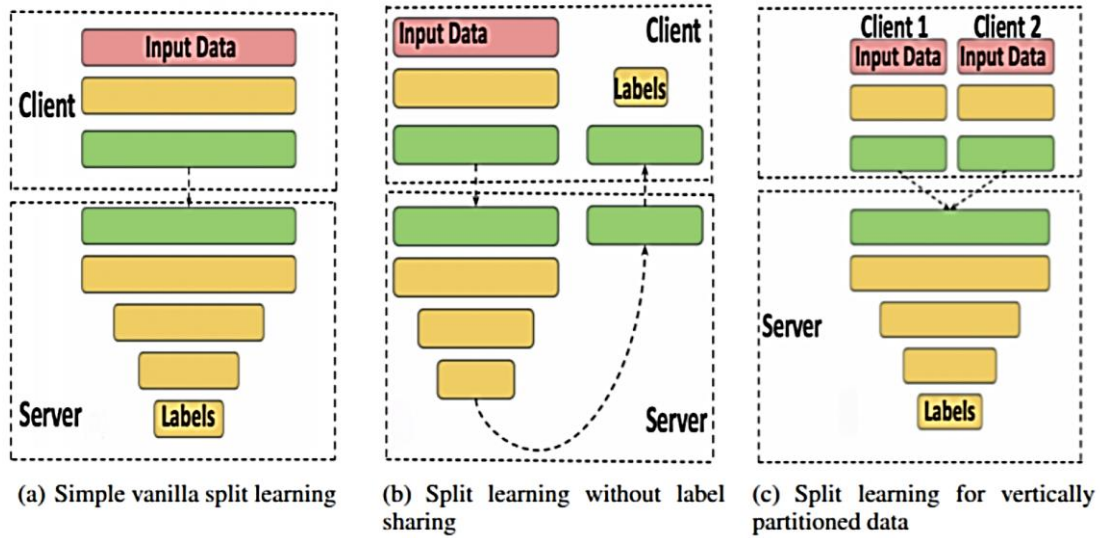 Input Data
Client
Server
Labels
(a) Simple vanilla split learning
Input Data
Client
Labels
Server
(b) Split learning without label
sharing
Client 1 Client 2
Input Data Input Data
Server
Labels
(c) Split learning for vertically
partitioned data